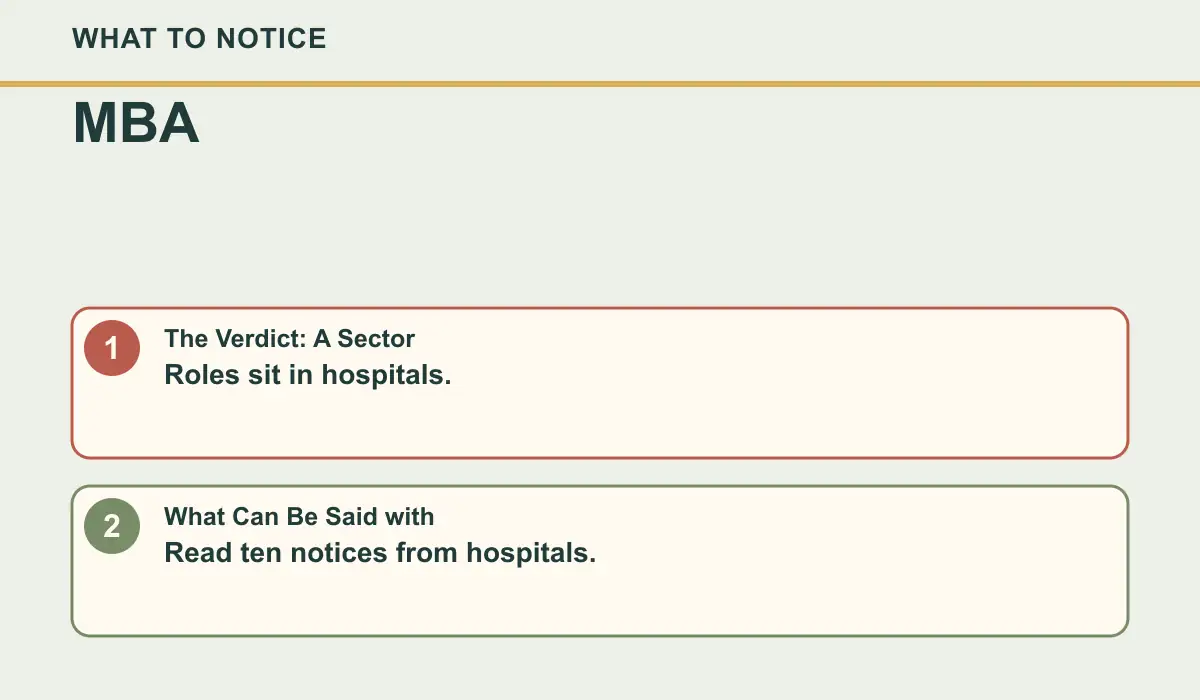 WHAT TO NOTICE
MBA
1
The Verdict: A Sector
Roles sit in hospitals.
2
What Can Be Said with
Read ten notices from hospitals.